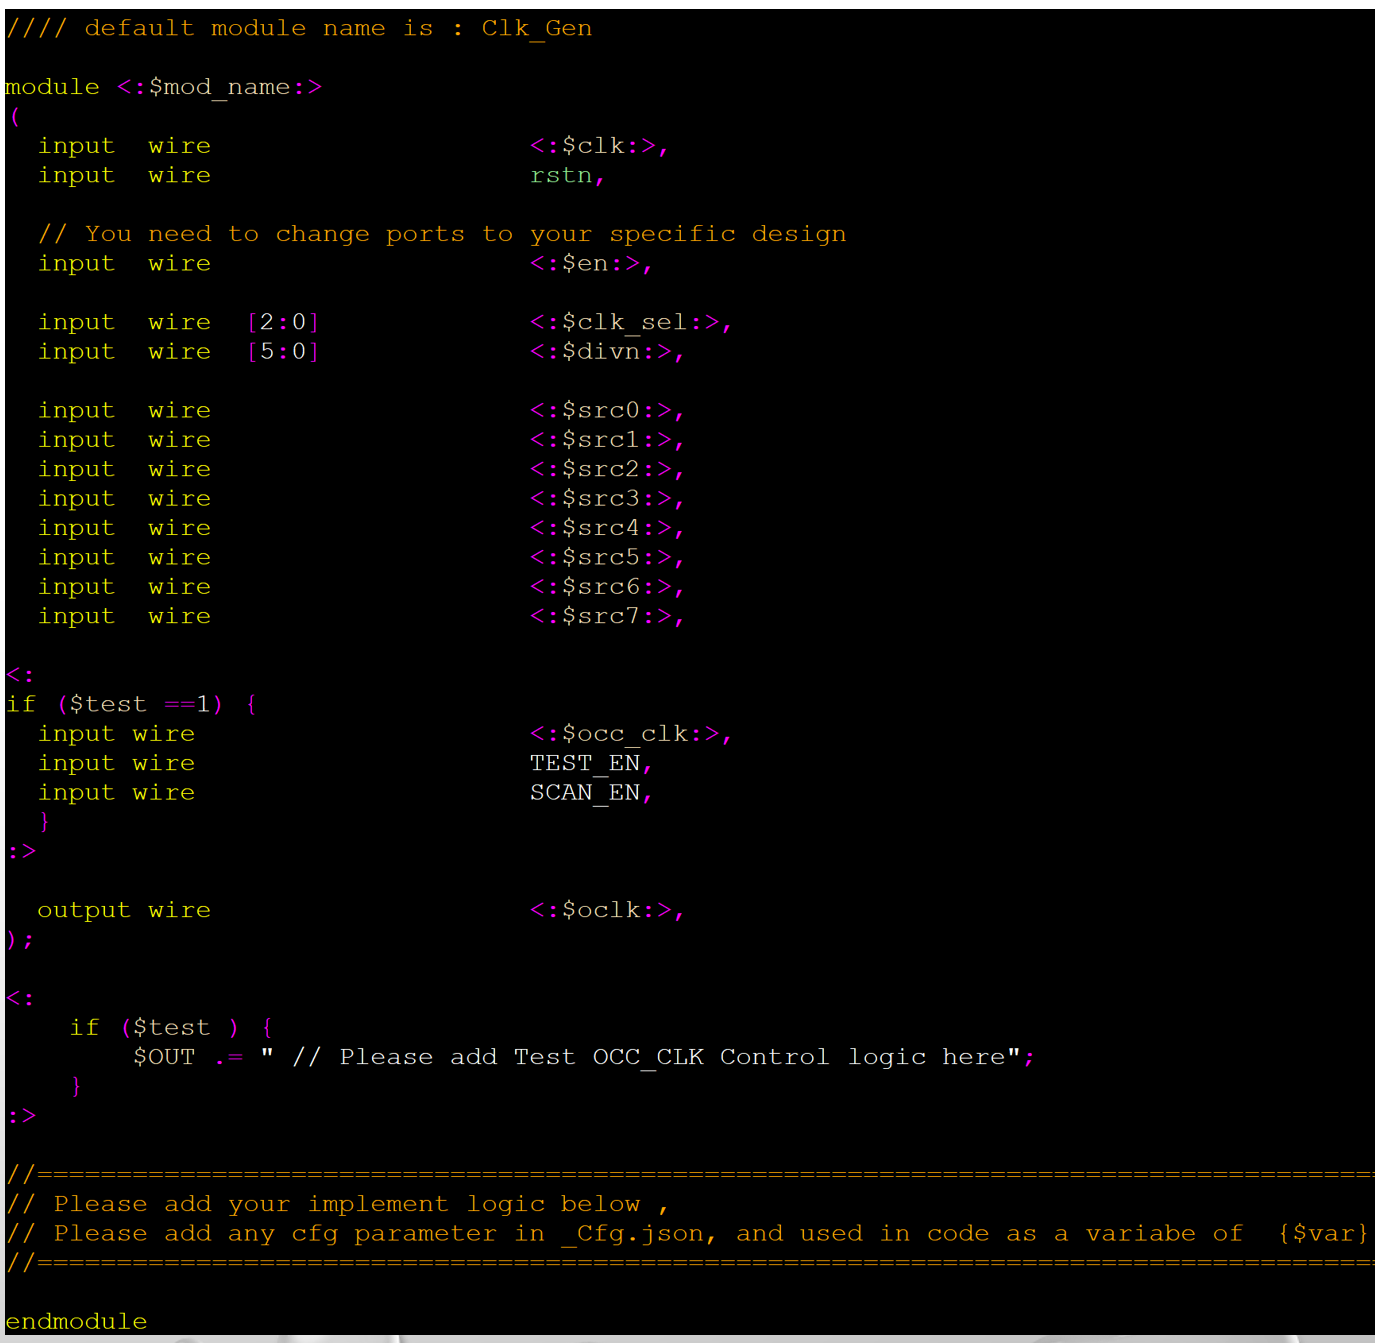 //// default module name is : Clk_Gen
module <:$mod_name:>
(
input wire <:$clk:>,
input wire rstn,
// You need to change ports to your specific design
input wire <:$en:>,
input wire [2:0] <:$clk_sel:>,
input wire [5:0] <:$divn:>,
input wire <:$src0:>,
input wire <:$src1:>,
input wire <:$src2:>,
input wire <:$src3:>,
input wire <:$src4:>,
input wire <:$src5:>,
input wire <:$src6:>,
input wire <:$src7:>,
<:
if ($test ==1) {
input wire <:$occ_clk:>,
input wire TEST_EN,
input wire SCAN_EN,
}
:>
output wire <:$oclk:>,
);
<:
if ($test ) {
$OUT .= " // Please add Test OCC_CLK Control logic here";
}
:>
//====================================================================================
// Please add your implement logic below ,
// Please add any cfg parameter in _Cfg.json, and used in code as a variabe of {$var}
//====================================================================================
endmodule